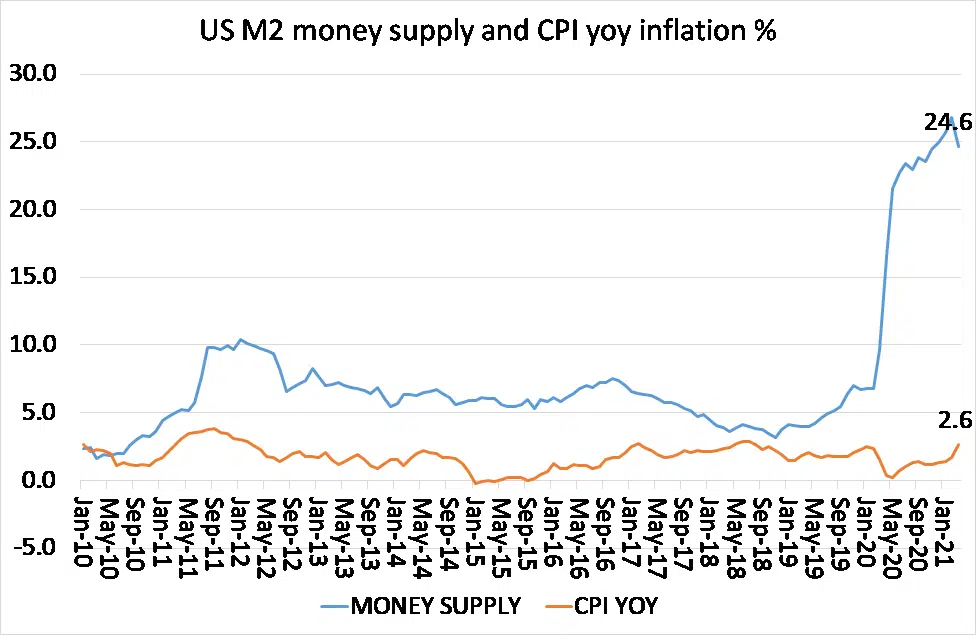 US M2 money supply and CPI yoy inflation %
30.0
25.0
20.0
15.0
10.0
5.0
0.0
-5.0
24.6
2.6
Jan-10
May-10
Sep-10
Jan-11
May-11
Sep-11
Jan-12
May-12
Sep-12
Jan-13
May-13
Sep-13
Jan-14
May-14
Sep-14
Jan-15
May-15
Sep-15
Jan-16
May-16
Sep-16
Jan-17
May-17
Sep-17
Jan-18
May-18
Sep-18
Jan-19
May-19
Sep-19
Jan-20
May-20
Sep-20
Jan-21
MONEY SUPPLY CPI YOY